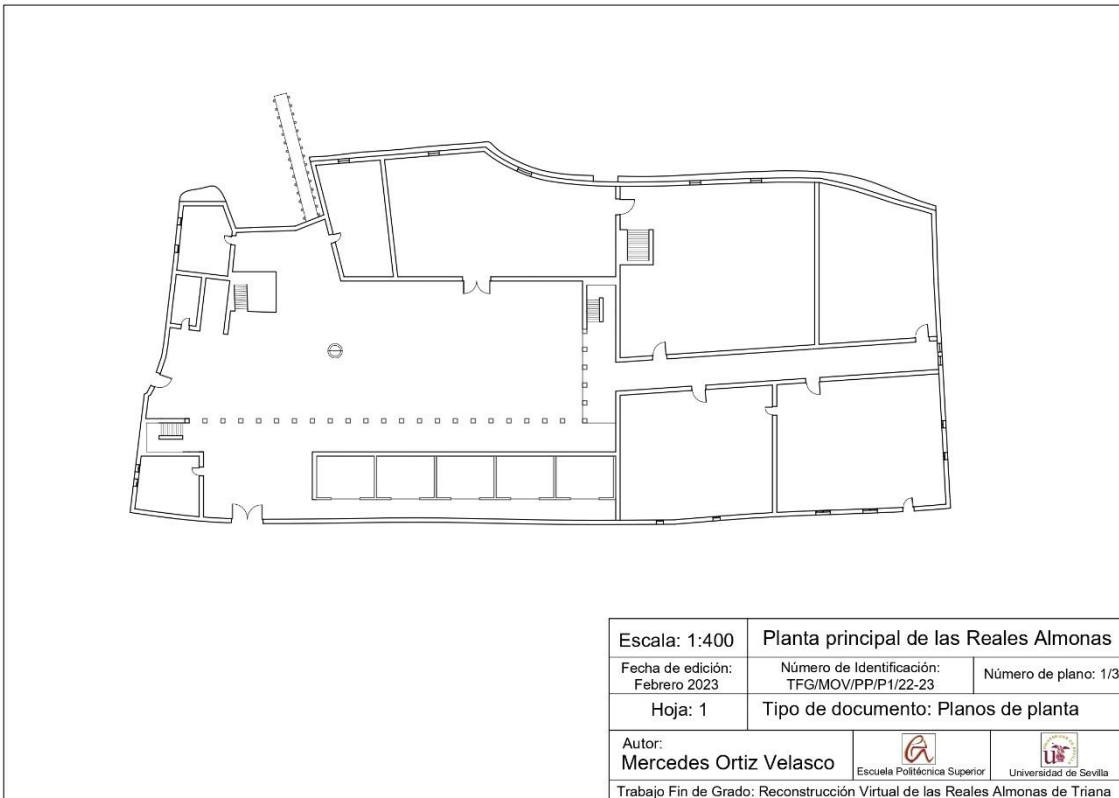 Escala: 1:400
Planta principal de las Reales Almonas
Fecha de edición:
Febrero 2023
Número de Identificación:
TFG/MOV/PP/P1/22-23
Número de plano: 1/3
Hoja: 1
Tipo de documento: Planos de planta
Autor:
Mercedes Ortiz Velasco
Escuela Politécnica Superior
Universidad de Sevilla
Trabajo Fin de Grado: Reconstrucción Virtual de las Reales Almonas de Triana